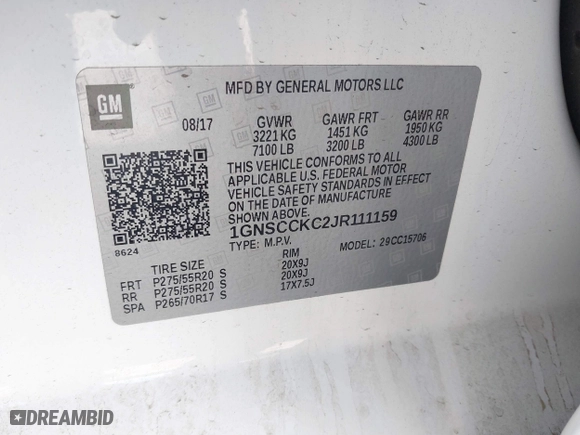 MFD BY GENERAL MOTORS LLC
GM
08/17 GVWR GAWR FRT GAWR RR
3221 KG 1451 KG 1950 KG
7100 LB 3200 LB 4300 LB
THIS VEHICLE CONFORMS TO ALL
APPLICABLE U.S. FEDERAL MOTOR
VEHICLE SAFETY STANDARDS IN EFFECT
ON THE DATE OF MANUFACTURE
SHOWN ABOVE.
1GNSCCKC2JR111159
8624 TYPE: M.P.V. MODEL: 29CC15706
TIRE SIZE RIM
FRT P275/55R20 S 20X9J
RR P275/55R20 S 20X9J
SPA P265/70R17 S 17X7.5J
DREAMBID